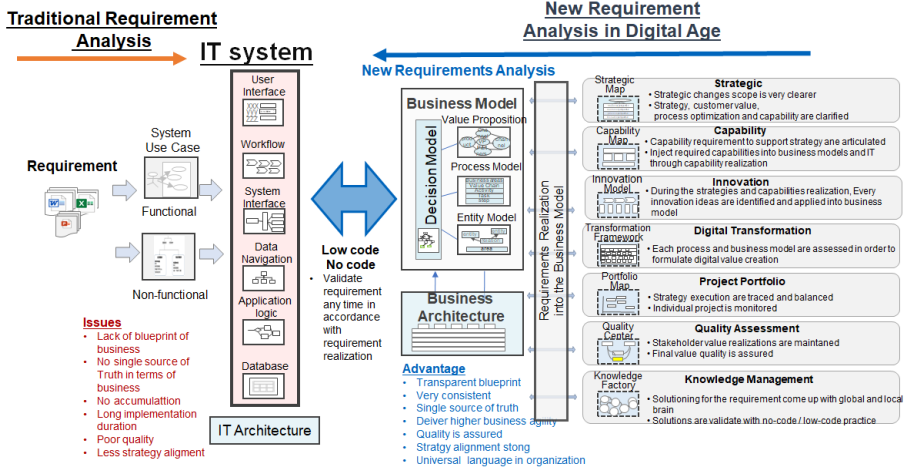 Traditional Requirement
Analysis
IT system
User
Interface
Workflow
System
Interface
Data
Navigation
Application
logic
Database
IT Architecture
Requirement
System
Use Case
Functional
Non-functional
Issues
• Lack of blueprint of
business
• No single source of
Truth in terms of
business
• No accumulattion
• Long implementation
duration
• Poor quality
• Less strategy aligment
Low code
No code
• Validate
requirement
any time in
accordance
with
requirement
realization
New Requirement
Analysis in Digital Age
New Requirements Analysis
Business Model
Decision Model
Value Proposition
Process Model
Business areas
Value Chain
Activity
Task
Step
Entity Model
area
Business
Architecture
Advantage
• Transparent blueprint
• Very consistent
• Single source of truth
• Deliver higher business agility
• Quality is assured
• Stratgy alignment stong
• Universal language in organization
Requirements Realization
into the Business Model
Strategic
Map
Strategic
• Strategic changes scope is very clearer
• Strategy, customer value,
process optimization and capability are clarified
Capability
Map
Capability
• Capability requirement to support strategy are articulated
• Inject required capabilities into business models and IT
through capability realization
Innovation
Model
Innovation
• During the strategies and capabilities realization, Every
innovation ideas are identified and applied into business
model
Transformation
Framework
Digital Transformation
• Each process and business model are assessed in order to
formulate digital value creation
Portfolio
Map
Project Portfolio
• Strategy execution are traced and balanced
• Individual project is monitored
Quality
Center
Quality Assessment
• Stakeholder value realizations are mantaned
• Final value quality is assured
Knowledge
Factory
Knowledge Management
• Solutioning for the requirement come up with global and local
brain
• Solutions are validate with no-code / low-code practice